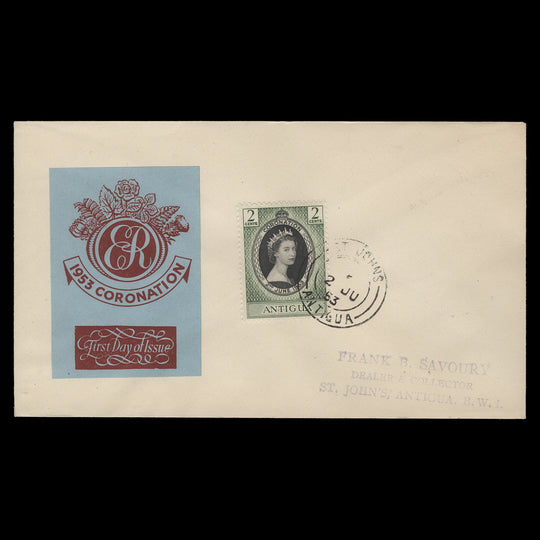 ER
1953 CORONATION
First Day of Issue
2 CENTS 2 CENTS
CORONATION
JUNE
ANTIGUA
ST. JOHNS
2 JU
53
ANTIGUA
FRANK B. SAVOURY
DEALER & COLLECTOR
ST. JOHN'S, ANTIGUA, B.W.I.